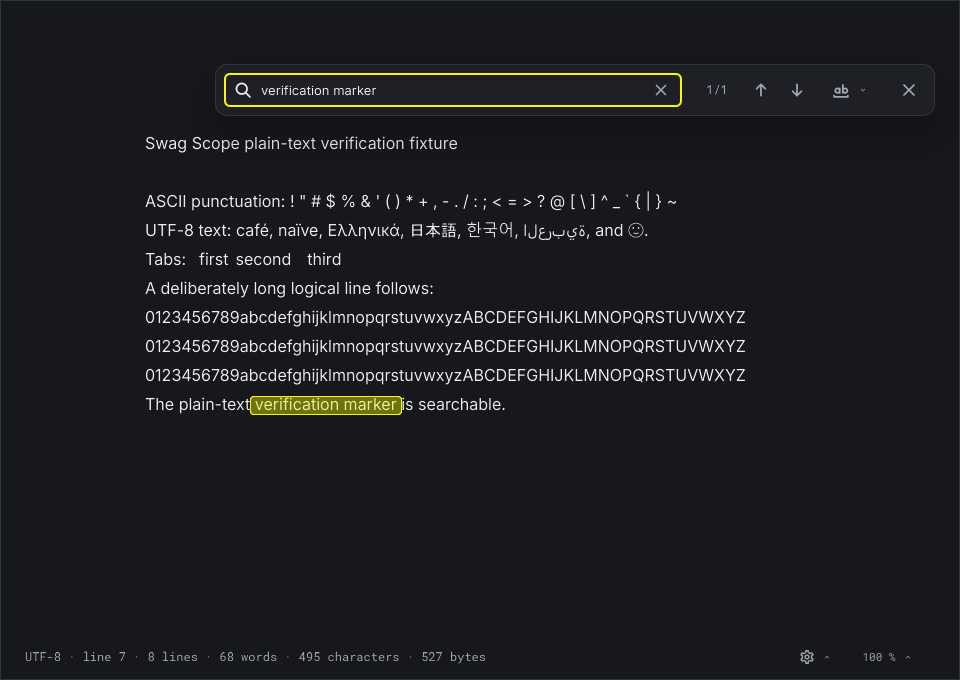 verification marker
1/1
ab
Swag Scope plain-text verification fixture
ASCII punctuation: ! " # $ % & ' ( ) * + , - . / : ; < = > ? @ [ \ ] ^ _ ` { | } ~
UTF-8 text: café, naïve, Ελληνικά, 日本語, 한국어, العربية, and 🙂.
Tabs: first second third
A deliberately long logical line follows:
0123456789abcdefghijklmnopqrstuvwxyzABCDEFGHIJKLMNOPQRSTUVWXYZ
0123456789abcdefghijklmnopqrstuvwxyzABCDEFGHIJKLMNOPQRSTUVWXYZ
0123456789abcdefghijklmnopqrstuvwxyzABCDEFGHIJKLMNOPQRSTUVWXYZ
The plain-text verification marker is searchable.
UTF-8 · line 7 · 8 lines · 68 words · 495 characters · 527 bytes
100 %